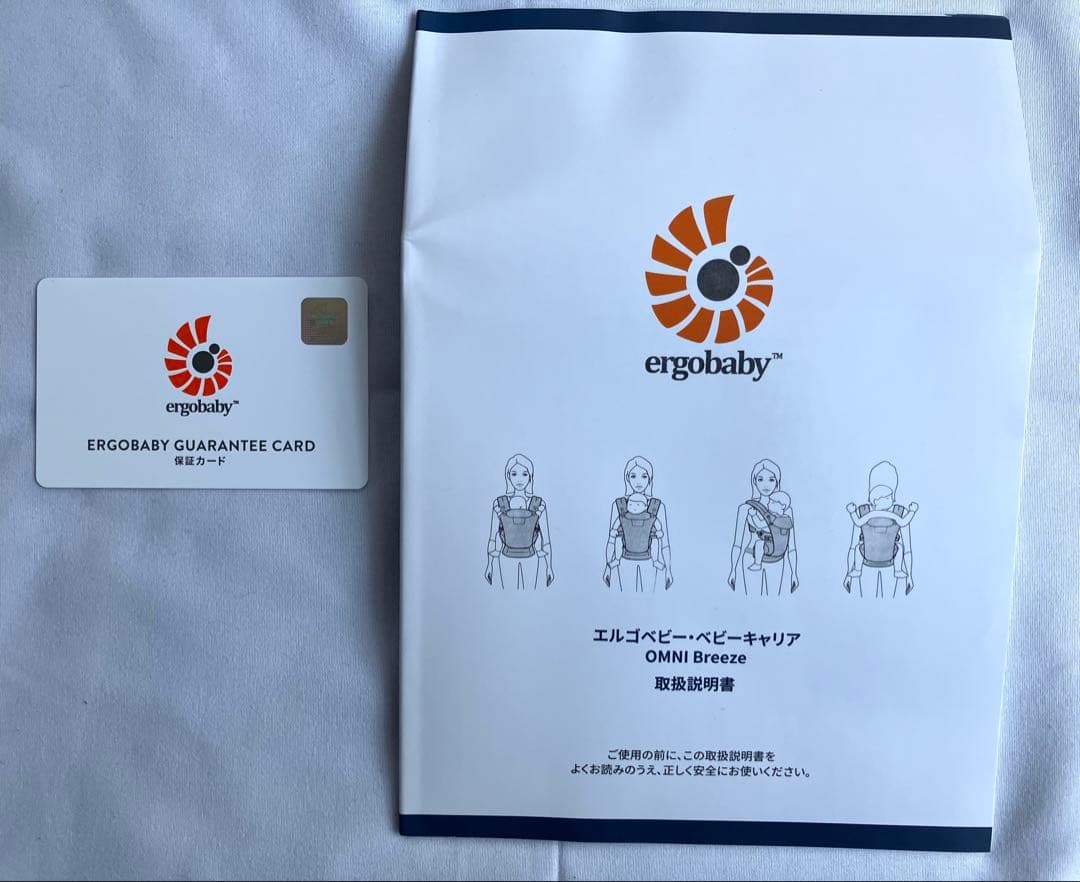 ergobaby™
ERGOBABY GUARANTEE CARD
保証カード
ergobaby™
エルゴベビー・ベビーキャリア
OMNI Breeze
取扱説明書
ご使用の前に、この取扱説明書を
よくお読みのうえ、正しく安全にお使いください。